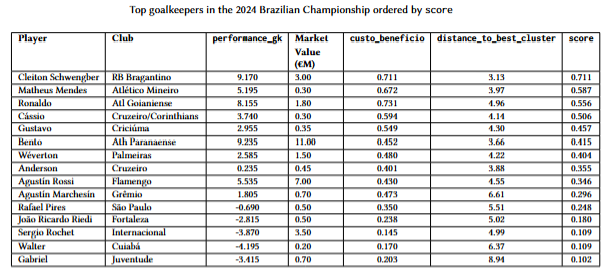 Top goalkeepers in the 2024 Brazilian Championship ordered by score
Player Club performance_gk Market Value (€M) custo_beneficio distance_to_best_cluster score
Cleiton Schwengber RB Bragantino 9.170 3.00 0.711 3.13 0.711
Matheus Mendes Atlético Mineiro 5.195 0.30 0.672 3.97 0.587
Ronaldo Atl Goianiense 8.155 1.80 0.731 4.96 0.556
Cássio Cruzeiro/Corinthians 3.740 0.30 0.594 4.14 0.506
Gustavo Criciúma 2.955 0.35 0.549 4.30 0.457
Bento Ath Paranaense 9.235 11.00 0.452 3.66 0.415
Wéverton Palmeiras 2.585 1.50 0.480 4.22 0.404
Anderson Cruzeiro 0.235 0.45 0.401 3.88 0.355
Agustín Rossi Flamengo 5.535 7.00 0.430 4.55 0.346
Agustín Marchesín Grêmio 1.805 0.70 0.473 6.61 0.296
Rafael Pires São Paulo -0.690 0.50 0.350 5.51 0.248
João Ricardo Riedi Fortaleza -2.815 0.50 0.238 5.02 0.180
Sergio Rochet Internacional -3.870 3.50 0.145 4.99 0.109
Walter Cuiabá -4.195 0.20 0.170 6.37 0.109
Gabriel Juventude -3.415 0.70 0.203 8.94 0.102